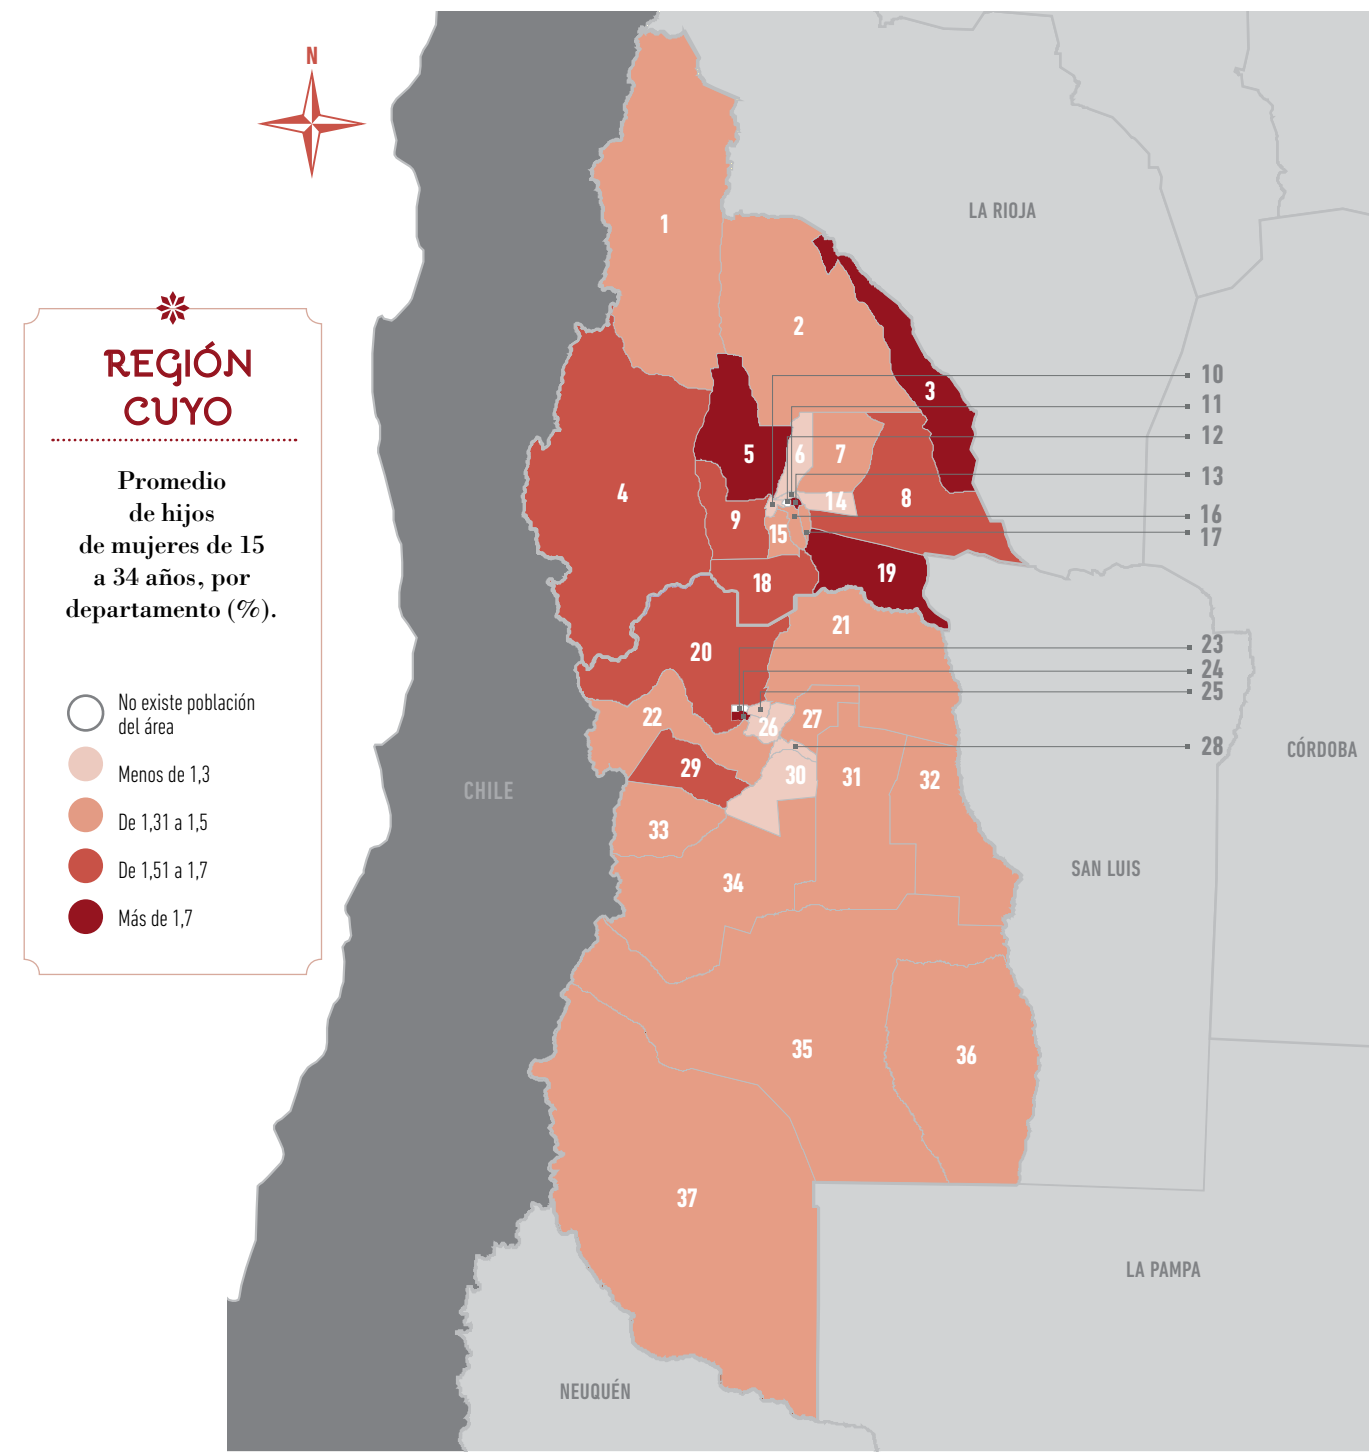 N
REGIÓN
CUYO
Promedio
de hijos
de mujeres de 15
a 34 años, por
departamento (%).
No existe población
del área
Menos de 1,3
De 1,31 a 1,5
De 1,51 a 1,7
Más de 1,7
CHILE
LA RIOJA
CÓRDOBA
SAN LUIS
LA PAMPA
NEUQUÉN
1
2
3
4
5
6
7
8
9
10
11
12
13
14
15
16
17
18
19
20
21
22
23
24
25
26
27
28
29
30
31
32
33
34
35
36
37